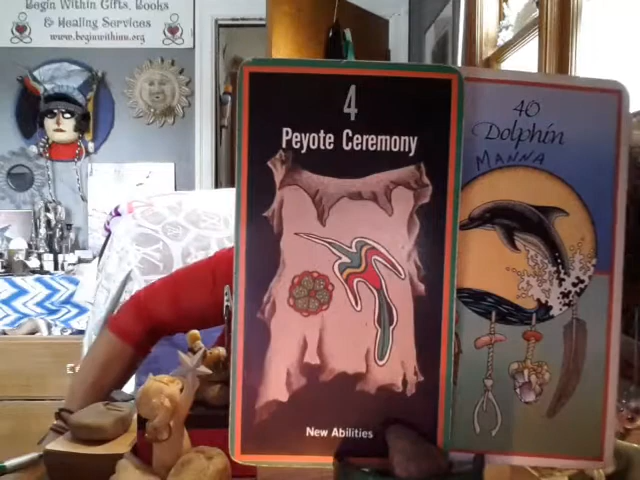 Begin Within Gifts, Books
& Healing Services
www.beginwithin.org
4
Peyote Ceremony
New Abilities
40
Dolphin
MANNA